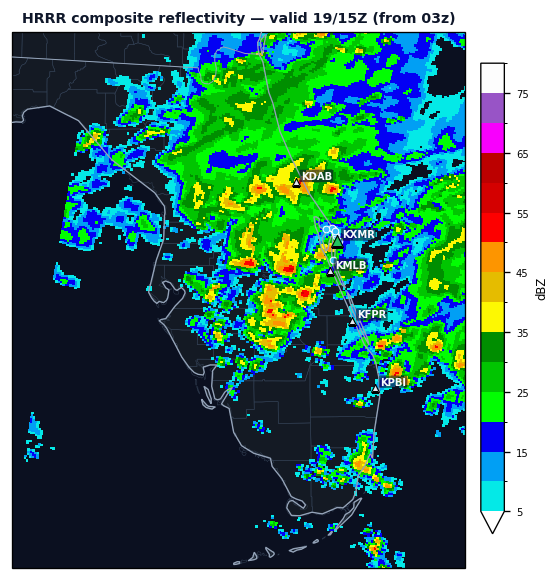 HRRR composite reflectivity — valid 19/15Z (from 03z)
75
65
55
45
35
25
15
5
dBZ
KDAB
KXMR
KMLB
KFPR
KPBI